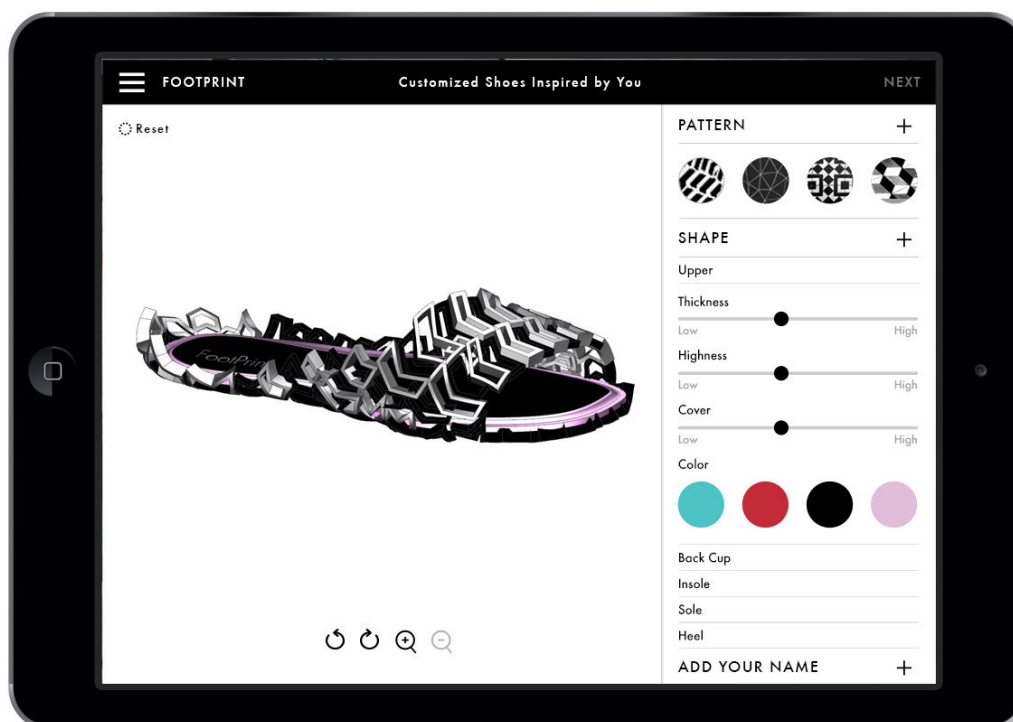 FOOTPRINT
Customized Shoes Inspired by You
NEXT
Reset
FootPrint
PATTERN
SHAPE
Upper
Thickness
Low High
Highness
Low High
Cover
Low High
Color
Back Cup
Insole
Sole
Heel
ADD YOUR NAME